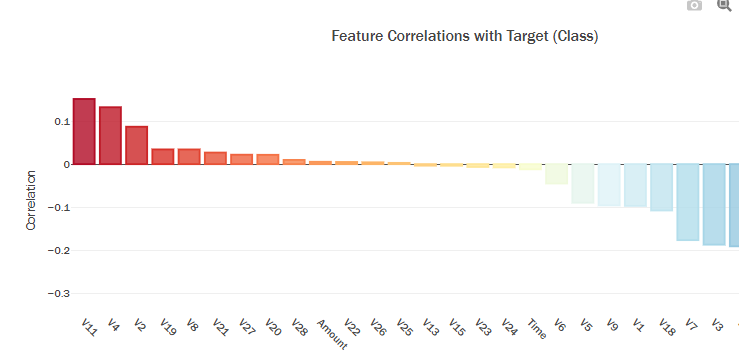 Feature Correlations with Target (Class)
0.1
0
−0.1
−0.2
−0.3
Correlation
V11
V4
V2
V19
V8
V21
V27
V20
V28
Amount
V22
V26
V25
V13
V15
V23
V24
Time
V6
V5
V9
V1
V18
V7
V3